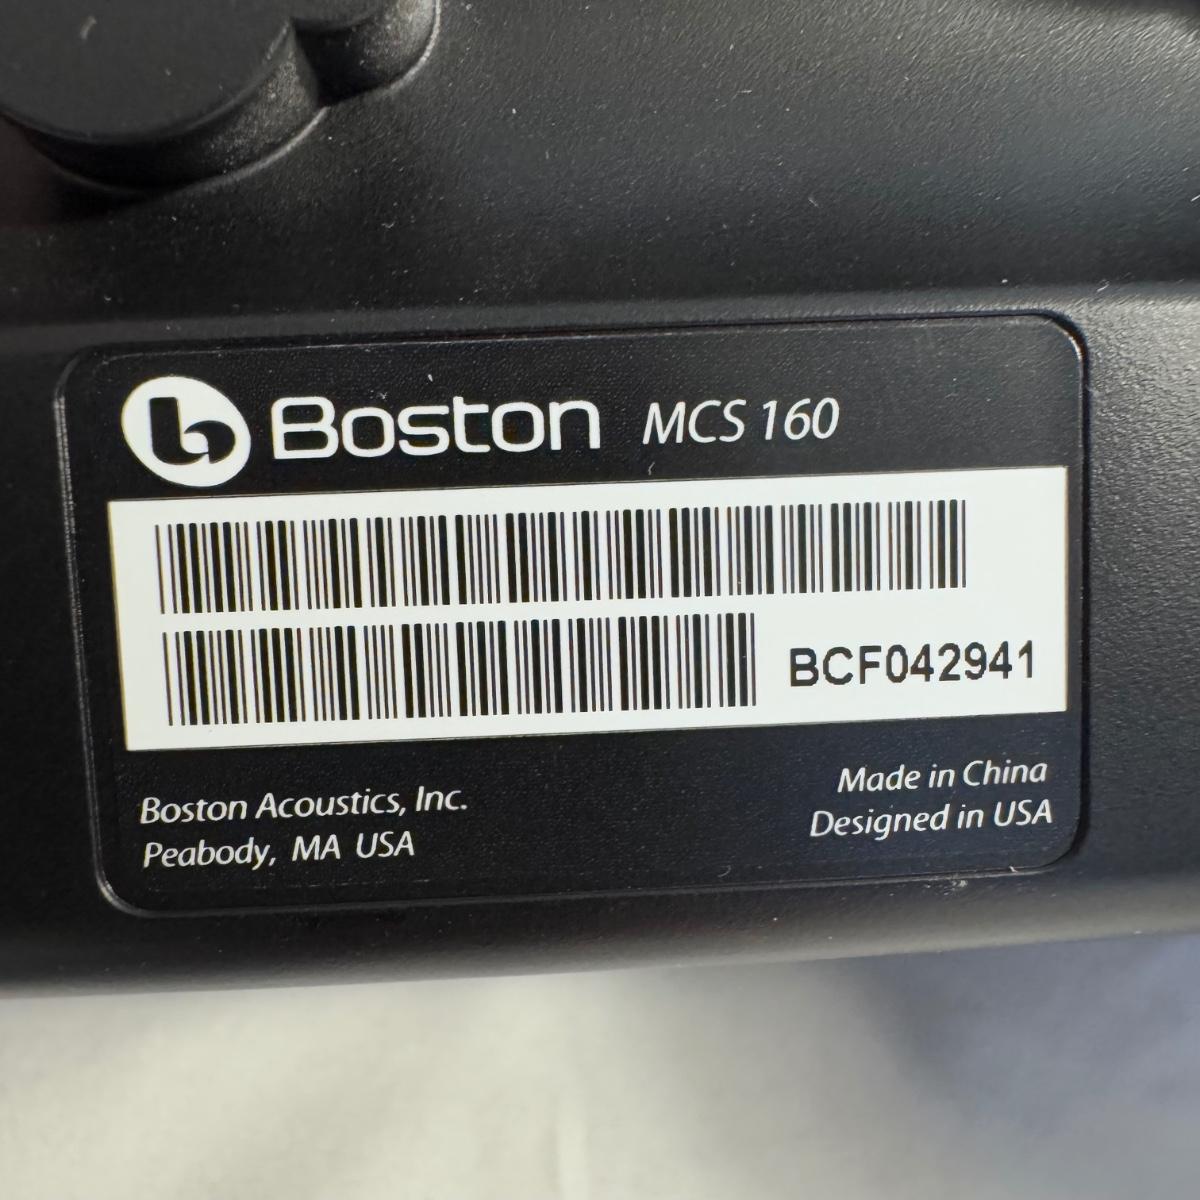 Boston MCS 160
BCF042941
Boston Acoustics, Inc.
Peabody, MA USA
Made in China
Designed in USA